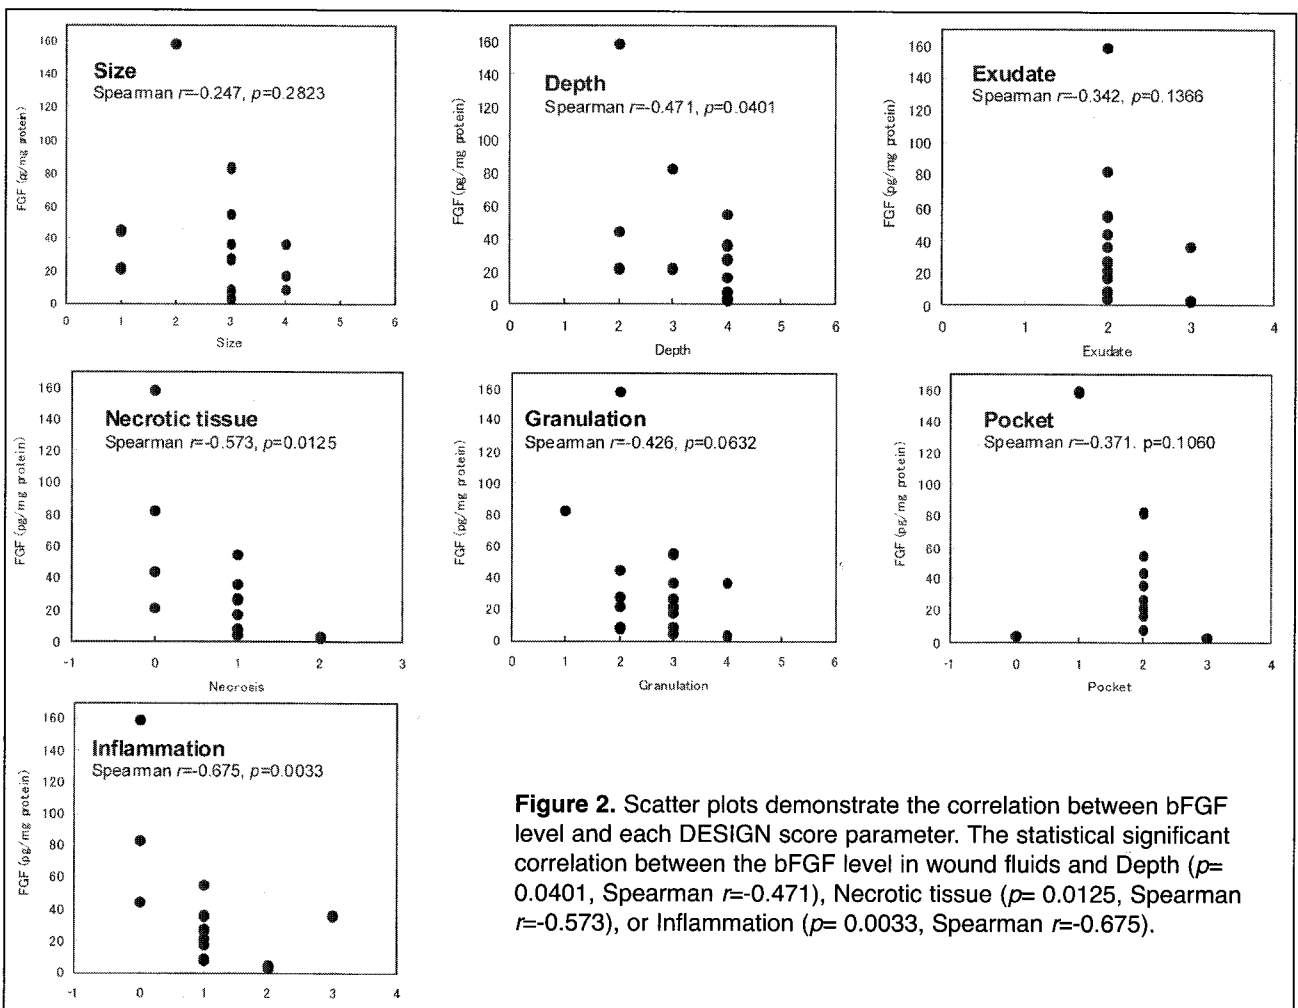 Size
Spearman r=-0.247, p=0.2823
FGF (pg/mg protein)
160
140
120
100
80
60
40
20
0
0 1 2 3 4 5 6
Size
Depth
Spearman r=-0.471, p=0.0401
FGF (pg/mg protein)
160
140
120
100
80
60
40
20
0
0 1 2 3 4 5 6
Depth
Exudate
Spearman r=-0.342, p=0.1366
FGF (pg/mg protein)
160
140
120
100
80
60
40
20
0
0 1 2 3 4
Exudate
Necrotic tissue
Spearman r=-0.573, p=0.0125
FGF (pg/mg protein)
160
140
120
100
80
60
40
20
0
-1 0 1 2 3
Necrosis
Granulation
Spearman r=-0.426, p=0.0632
FGF (pg/mg protein)
160
140
120
100
80
60
40
20
0
0 1 2 3 4 5 6
Granulation
Pocket
Spearman r=-0.371. p=0.1060
FGF (pg/mg protein)
160
140
120
100
80
60
40
20
0
-1 0 1 2 3 4
Pocket
Inflammation
Spearman r=-0.675, p=0.0033
FGF (pg/mg protein)
160
140
120
100
80
60
40
20
0
-1 0 1 2 3 4
Figure 2. Scatter plots demonstrate the correlation between bFGF
level and each DESIGN score parameter. The statistical significant
correlation between the bFGF level in wound fluids and Depth (p=
0.0401, Spearman r=-0.471), Necrotic tissue (p= 0.0125, Spearman
r=-0.573), or Inflammation (p= 0.0033, Spearman r=-0.675).